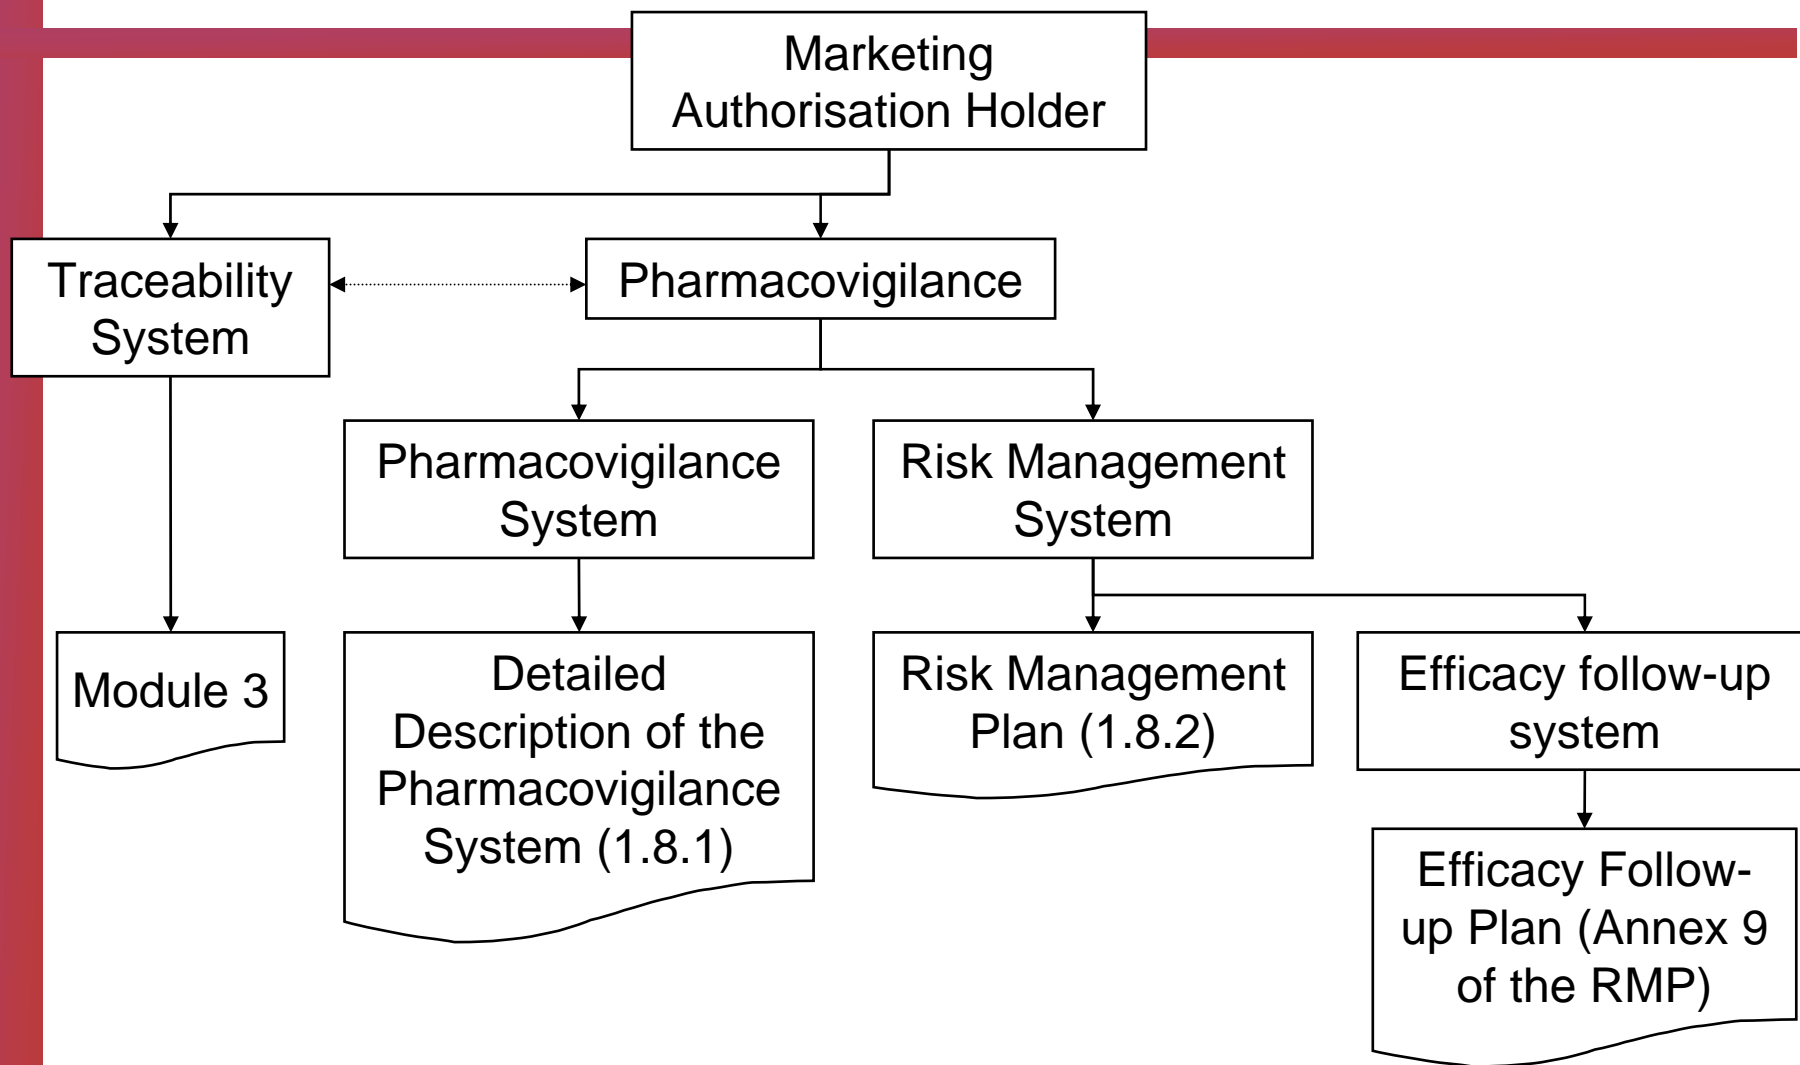 Marketing
Authorisation Holder
Traceability
System
Pharmacovigilance
Pharmacovigilance
System
Risk Management
System
Module 3
Detailed
Description of the
Pharmacovigilance
System (1.8.1)
Risk Management
Plan (1.8.2)
Efficacy follow-up
system
Efficacy Follow-
up Plan (Annex 9
of the RMP)